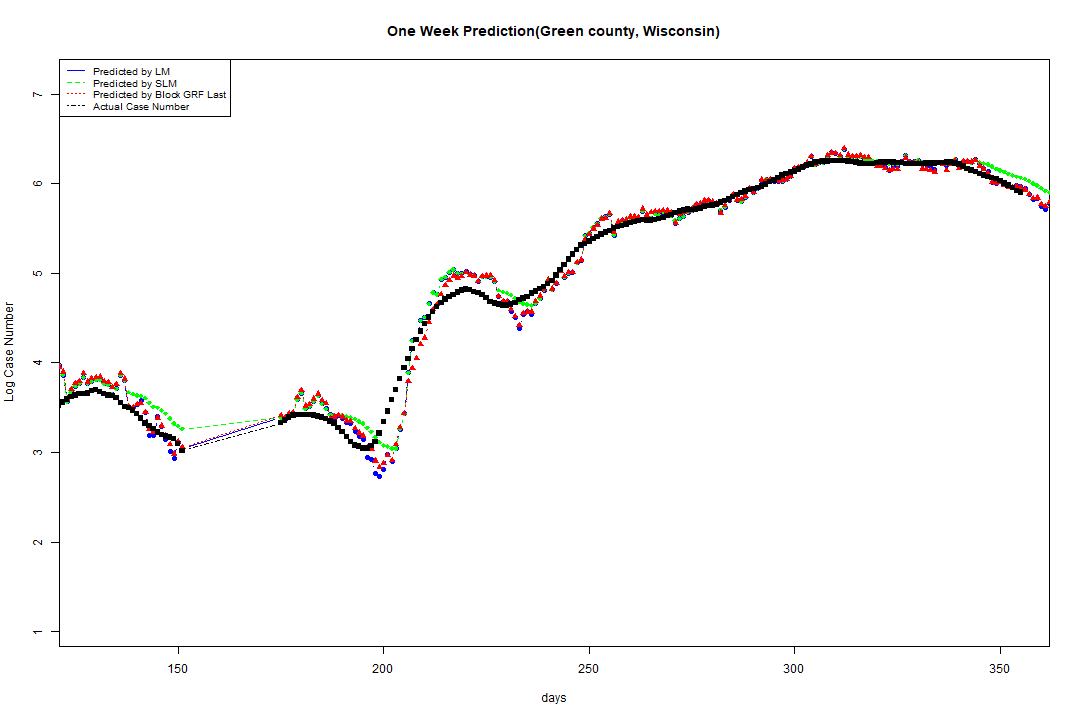 One Week Prediction(Green county, Wisconsin)
Predicted by LM
Predicted by SLM
Predicted by Block GRF Last
Actual Case Number
7
6
5
4
3
2
1
Log Case Number
150 200 250 300 350
days